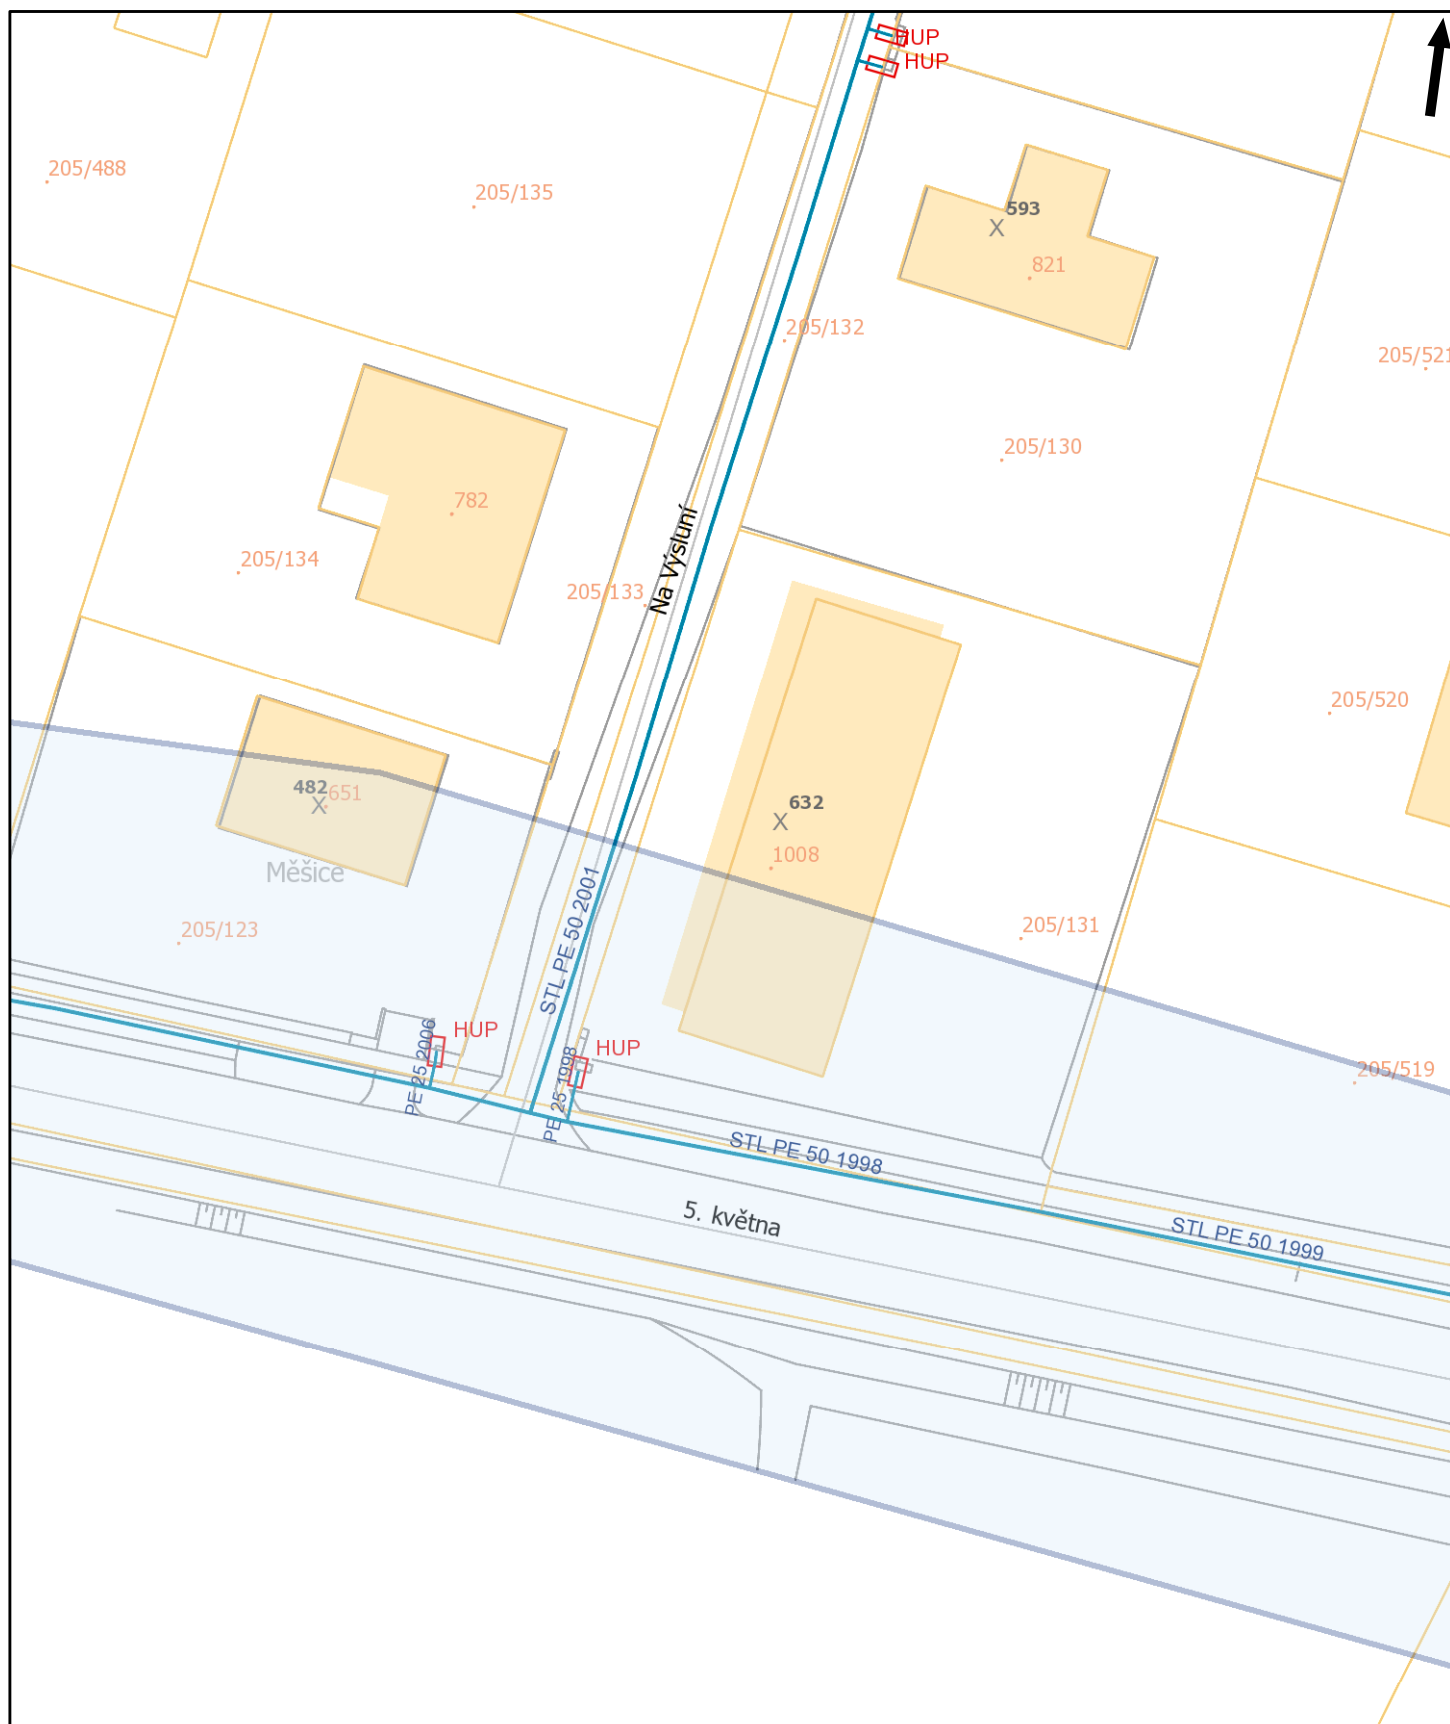 HUP
HUP
205/488
205/135
593
821
205/132
205/521
205/130
782
205/134
205/133
Na Výsluní
205/520
482
651
632
1008
Měšice
205/123
205/131
STL PE 50 2001
HUP
HUP
PE 25 2006
PE 25 1998
205/519
STL PE 50 1998
5. května
STL PE 50 1999
X
X
X